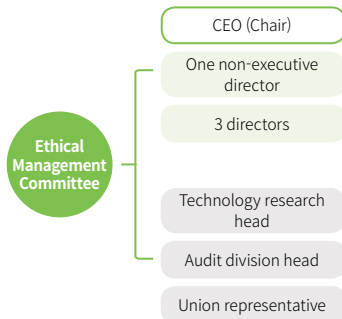 CEO (Chair)
One non-executive
director
3 directors
Ethical
Management
Committee
Technology research
head
Audit division head
Union representative